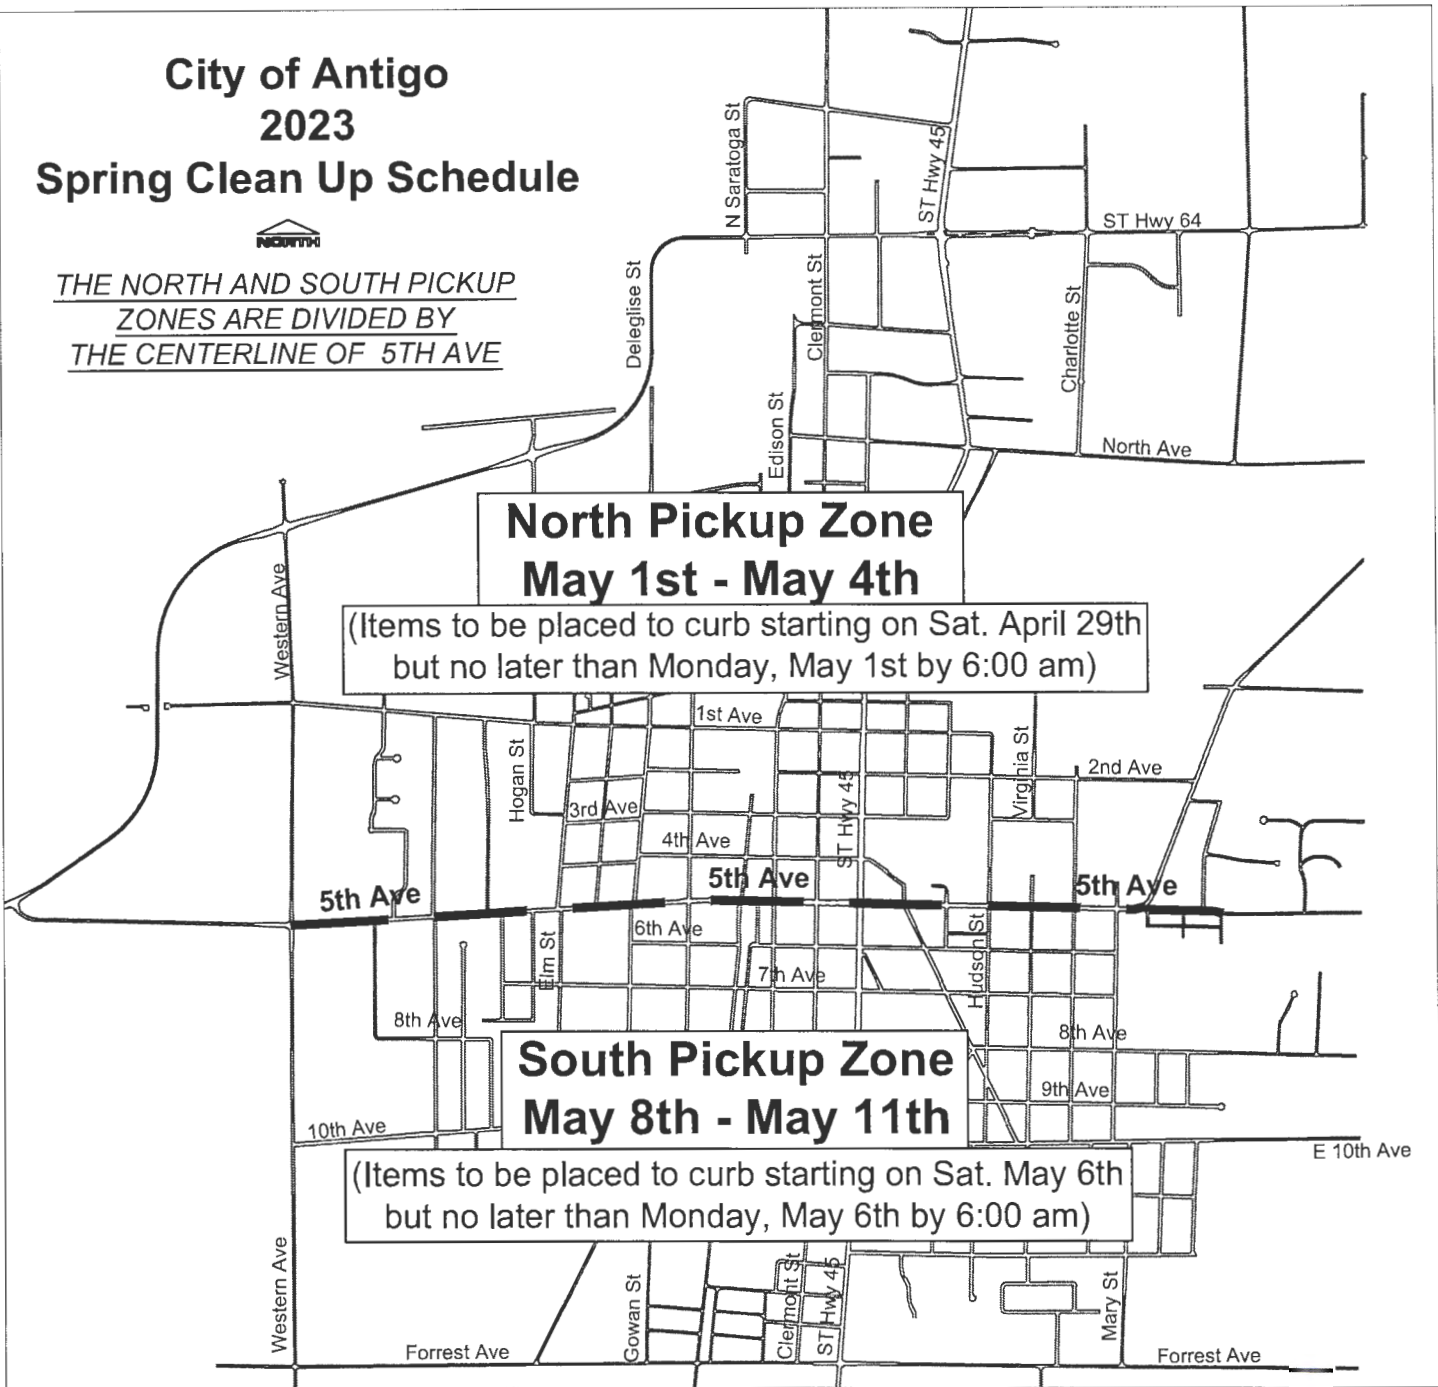 City of Antigo
2023
Spring Clean Up Schedule
NORTH
THE NORTH AND SOUTH PICKUP
ZONES ARE DIVIDED BY
THE CENTERLINE OF 5TH AVE
N Saratoga St
ST Hwy 45
ST Hwy 64
Deleglise St
Clermont St
Charlotte St
Edison St
North Ave
North Pickup Zone
May 1st - May 4th
(Items to be placed to curb starting on Sat. April 29th
but no later than Monday, May 1st by 6:00 am)
Western Ave
1st Ave
Hogan St
Virginia St
2nd Ave
3rd Ave
ST Hwy 45
4th Ave
5th Ave
5th Ave
5th Ave
6th Ave
Elm St
7th Ave
Hudson St
8th Ave
8th Ave
South Pickup Zone
May 8th - May 11th
9th Ave
10th Ave
E 10th Ave
(Items to be placed to curb starting on Sat. May 6th
but no later than Monday, May 6th by 6:00 am)
Western Ave
Gowan St
Clermont St
ST Hwy 45
Mary St
Forrest Ave
Forrest Ave